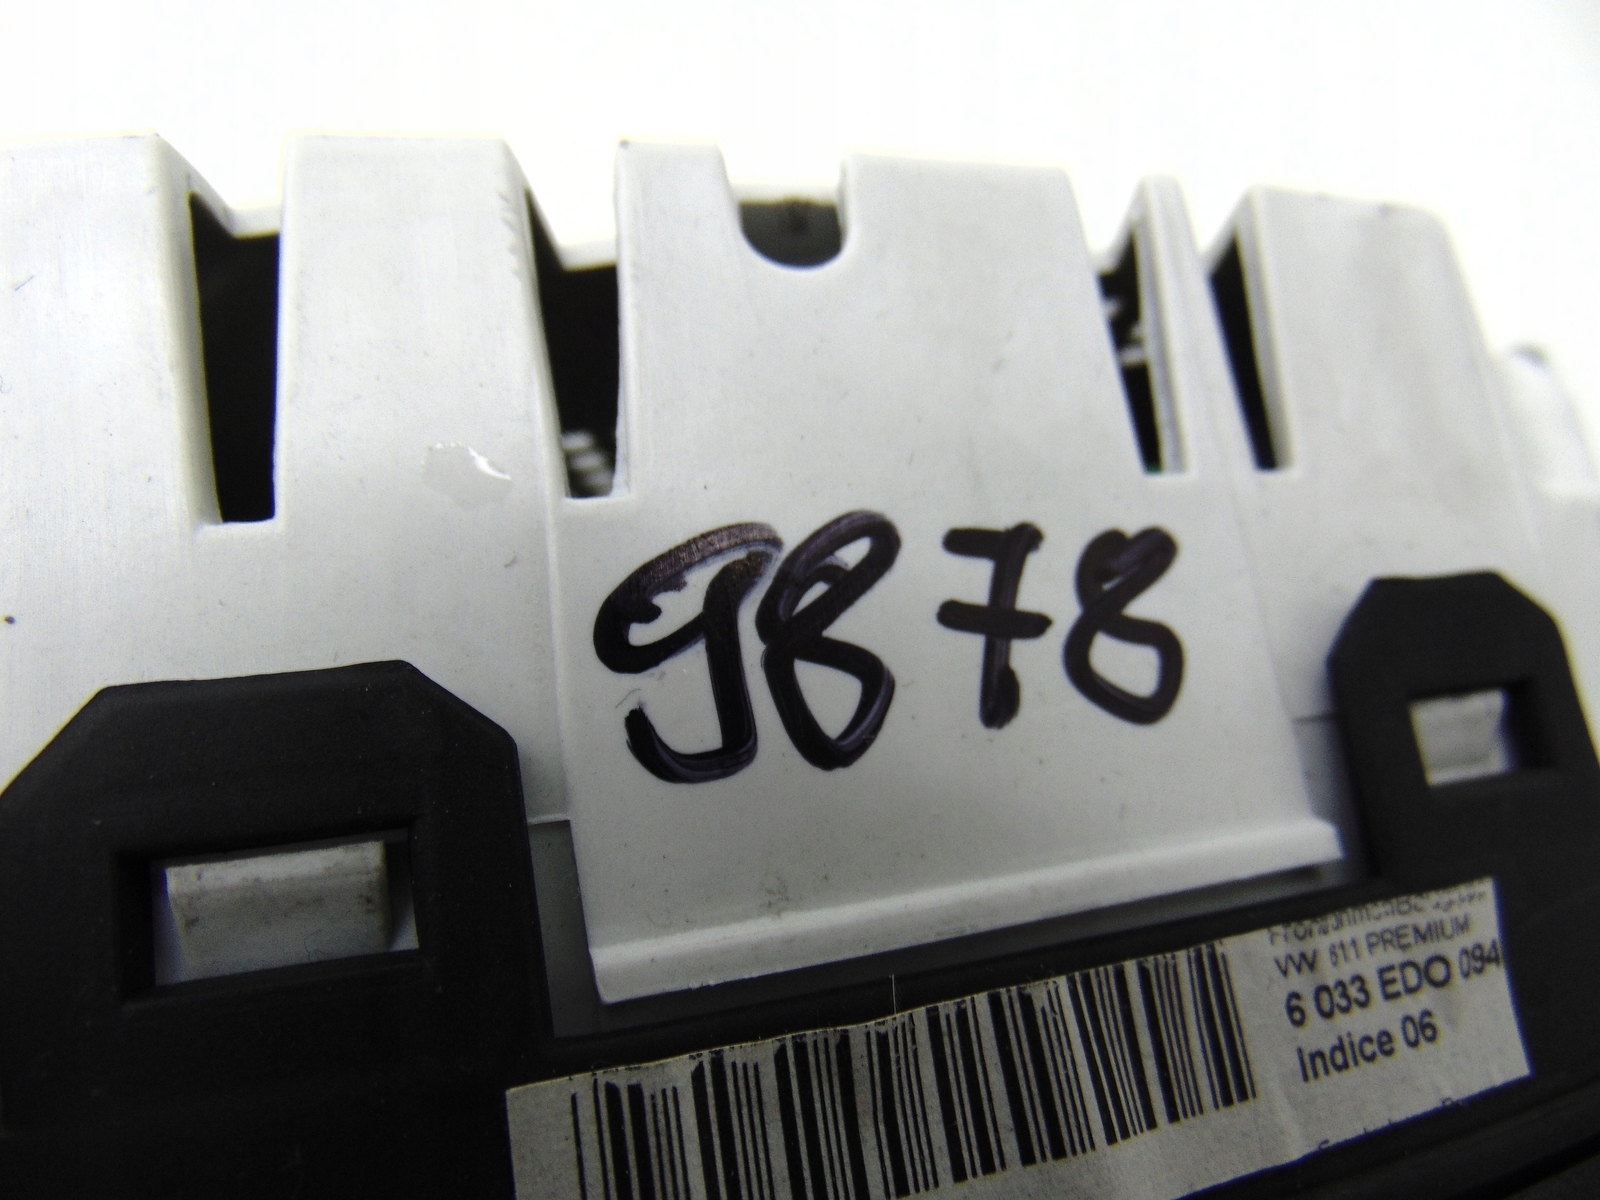 9878
VW 611 PREMIUM
6 033 EDO 094
Indice 06